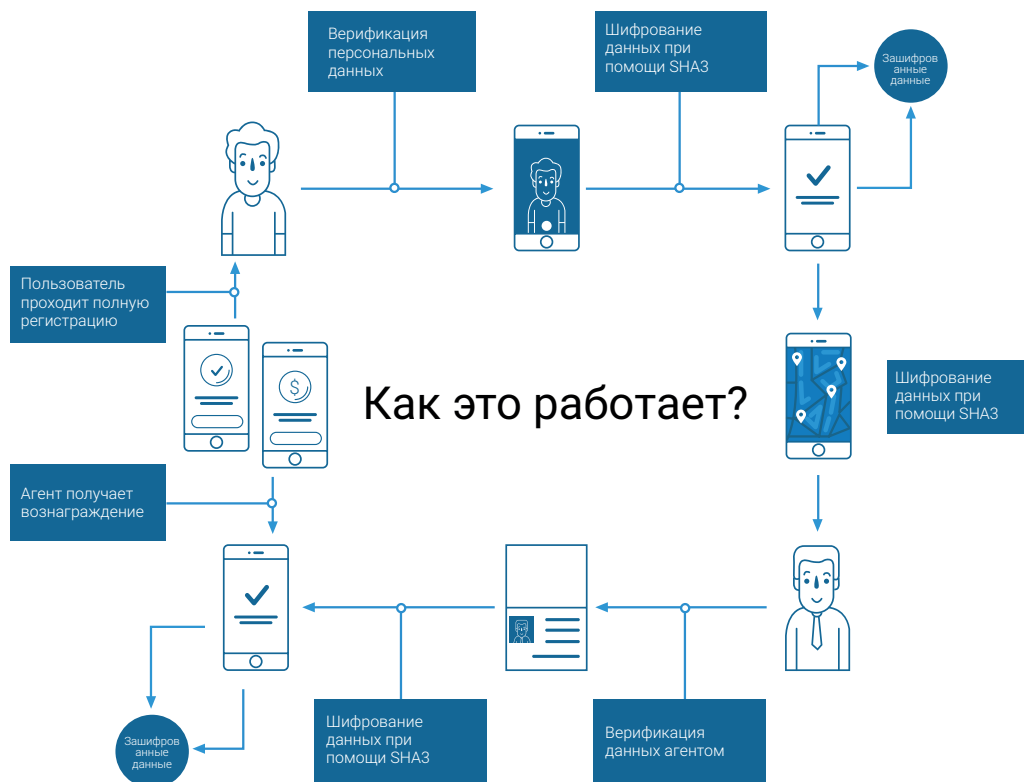 Верификация
персональных
данных
Шифрование
данных при
помощи SHA3
Зашифров
анные
данные
Пользователь
проходит полную
регистрацию
$
Как это работает?
Шифрование
данных при
помощи SHA3
Агент получает
вознаграждение
Зашифров
анные
данные
Шифрование
данных при
помощи SHA3
Верификация
данных агентом